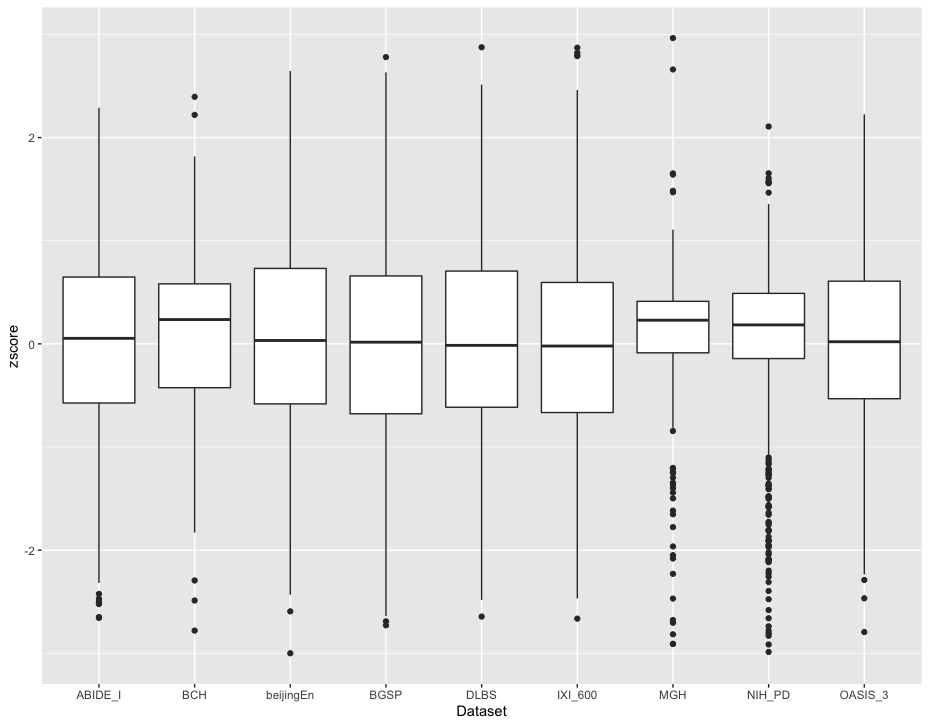 zscore
2
0
-2
ABIDE_I BCH beijingEn BGSP DLBS IXI_600 MGH NIH_PD OASIS_3
Dataset